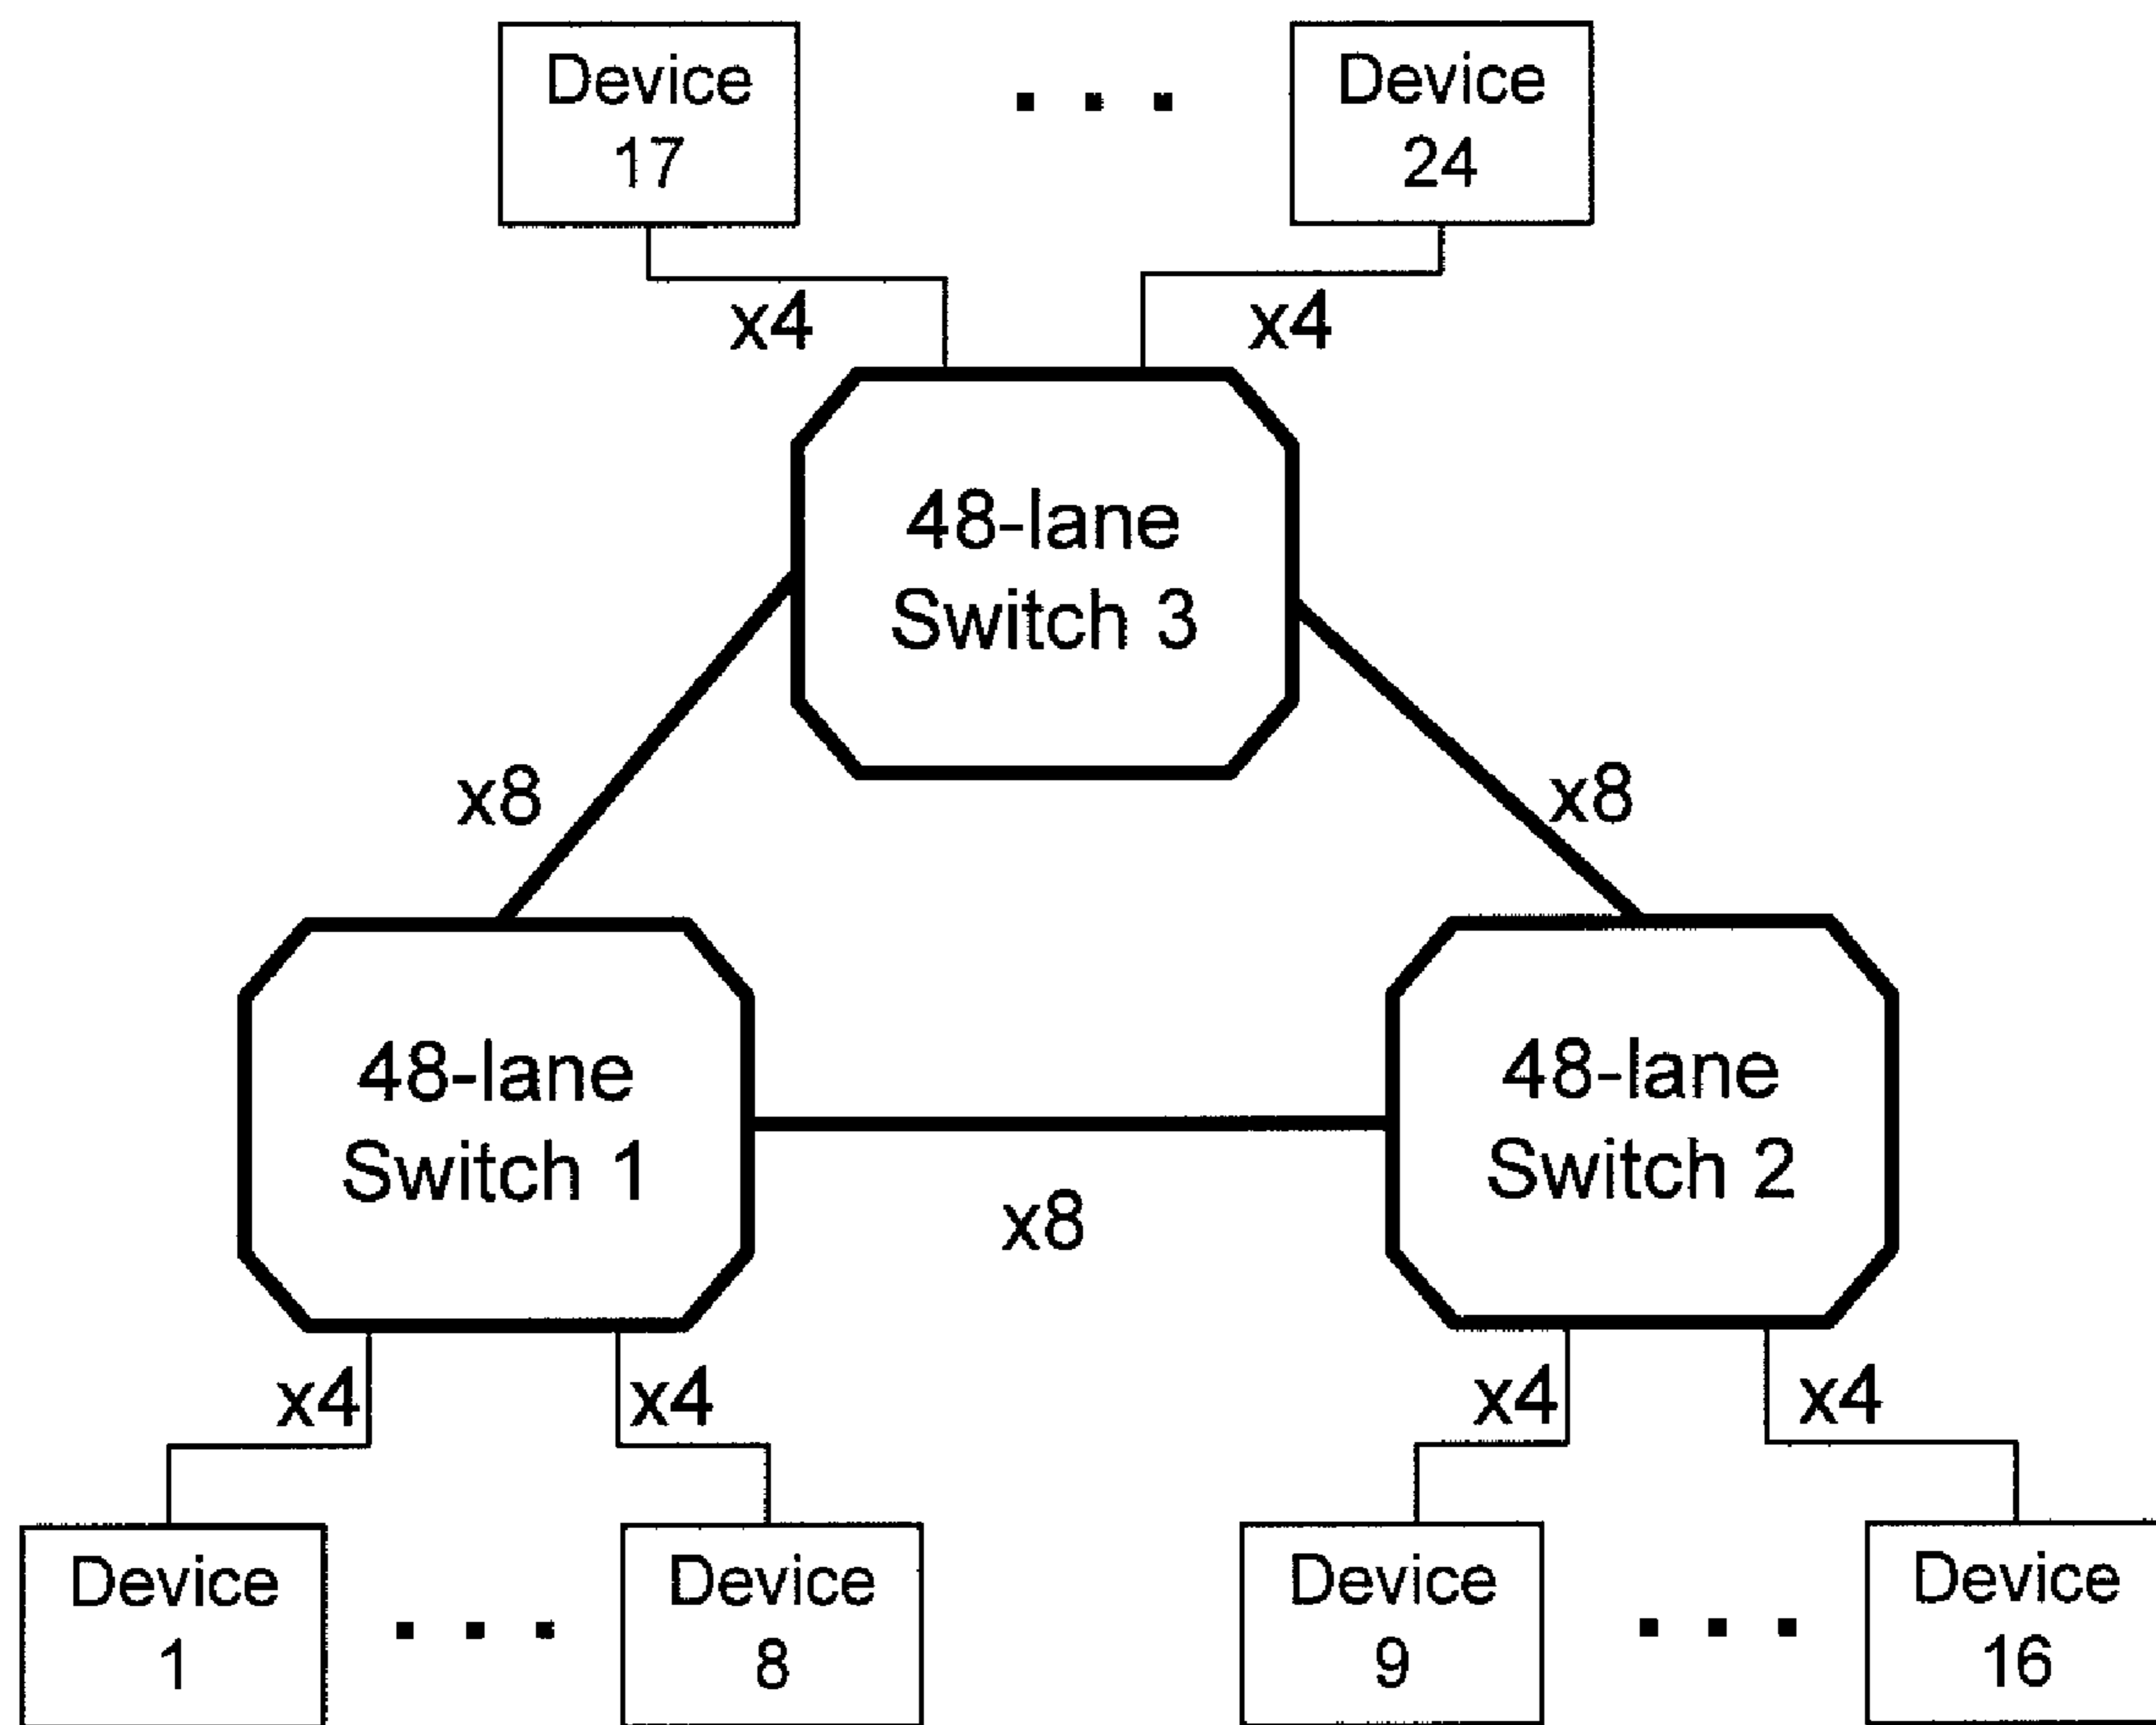 Device
17
Device
24
x4
x4
48-lane
Switch 3
x8
x8
48-lane
Switch 1
48-lane
Switch 2
x8
x4
x4
x4
x4
Device
1
Device
8
Device
9
Device
16